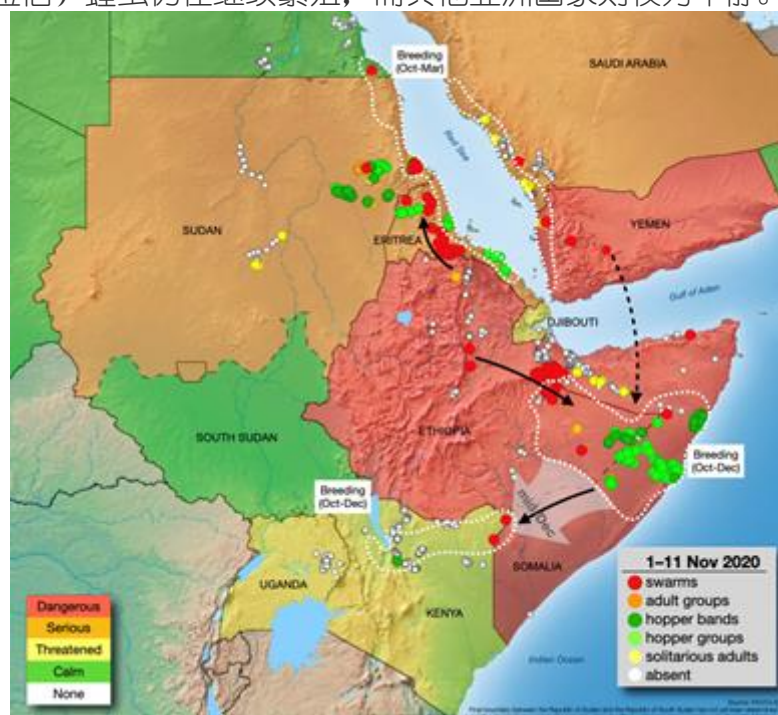 Breeding
(Oct-Mar)
SAUDI ARABIA
Red Sea
SUDAN
YEMEN
ERITREA
Gulf of Aden
DJIBOUTI
SOUTH SUDAN
ETHIOPIA
Breeding
(Oct-Dec)
Breeding
(Oct-Dec)
mid-Dec
SOMALIA
UGANDA
KENYA
Indian Ocean
Dangerous
Serious
Threatened
Calm
None
1–11 Nov 2020
swarms
adult groups
hopper bands
hopper groups
solitarious adults
absent